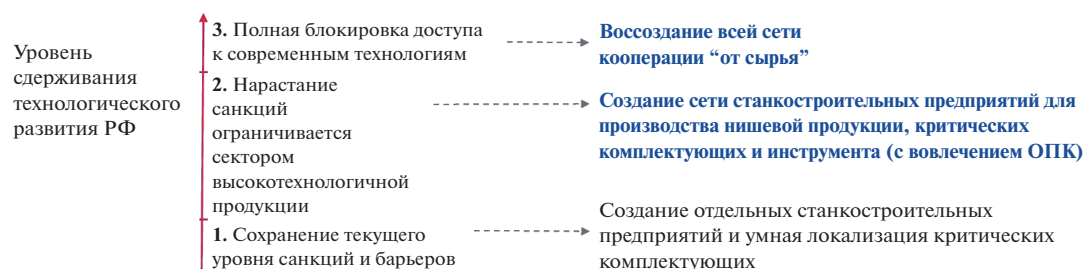 Уровень
сдерживания
технологического
развития РФ
3. Полная блокировка доступа
к современным технологиям
Воссоздание всей сети
кооперации “от сырья”
2. Нарастание
санкций
ограничивается
сектором
высокотехнологичной
продукции
Создание сети станкостроительных предприятий для
производства нишевой продукции, критических
комплектующих и инструмента (с вовлечением ОПК)
1. Сохранение текущего
уровня санкций и барьеров
Создание отдельных станкостроительных
предприятий и умная локализация критических
комплектующих